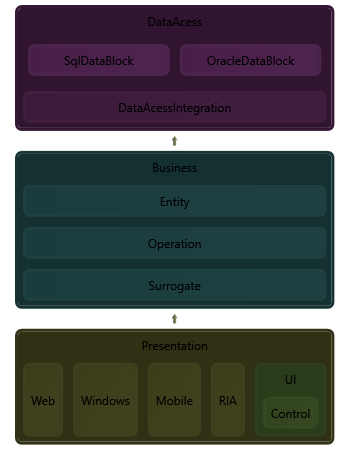 DataAcess
SqlDataBlock
OracleDataBlock
DataAcessIntegration
Business
Entity
Operation
Surrogate
Presentation
Web
Windows
Mobile
RIA
UI
Control